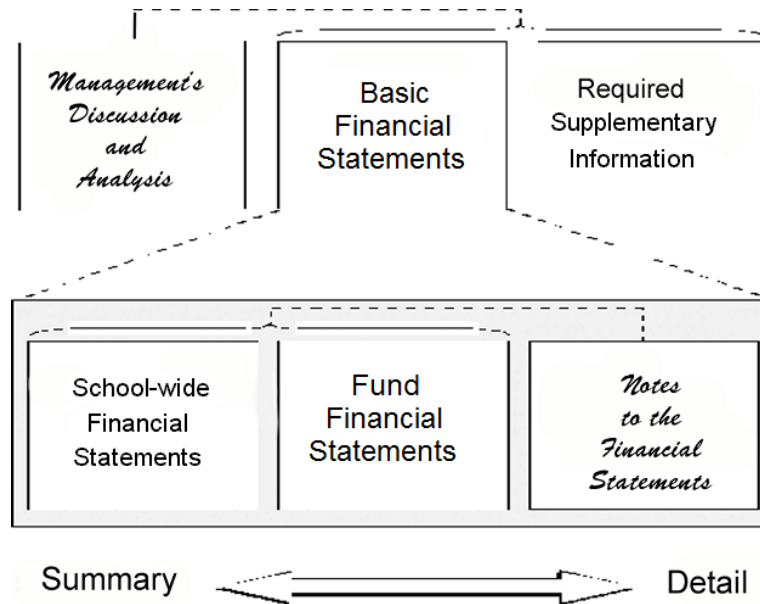 Management's
Discussion
and
Analysis
Basic
Financial
Statements
Required
Supplementary
Information
School-wide
Financial
Statements
Fund
Financial
Statements
Notes
to the
Financial
Statements
Summary
Detail